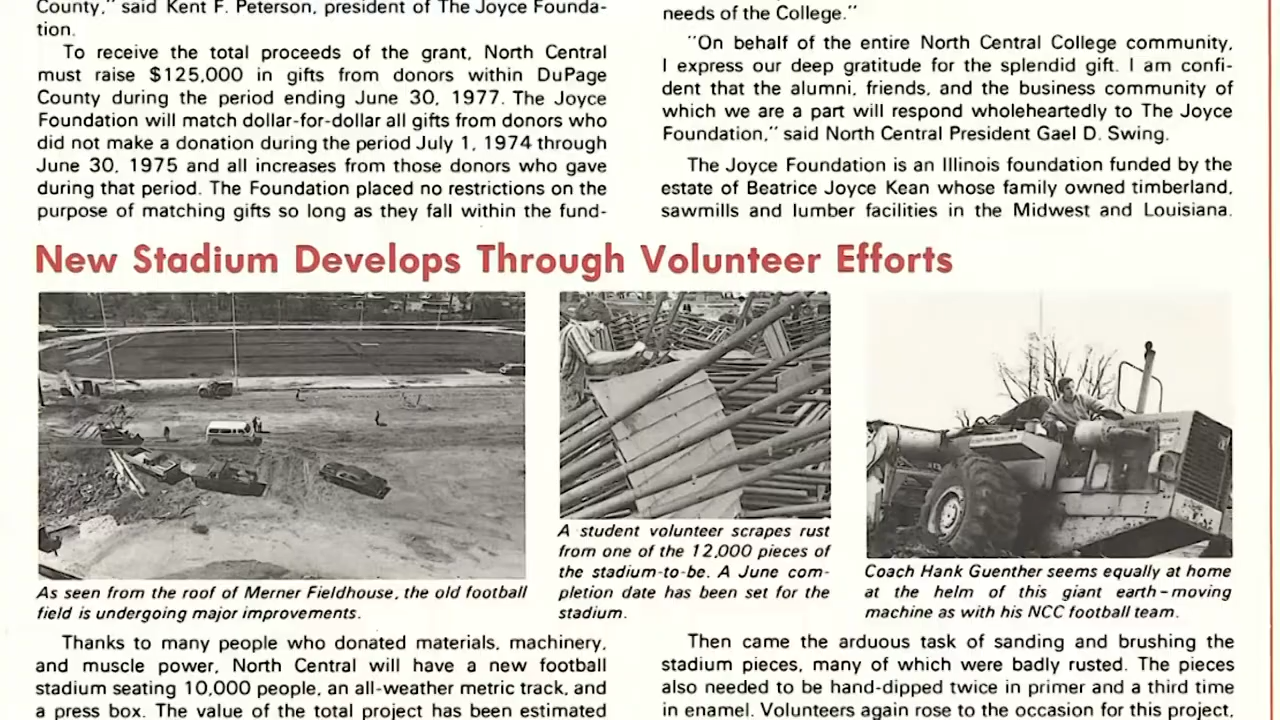 County," said Kent F. Peterson, president of The Joyce Founda-
tion.
To receive the total proceeds of the grant, North Central
must raise $125,000 in gifts from donors within DuPage
County during the period ending June 30, 1977. The Joyce
Foundation will match dollar-for-dollar all gifts from donors who
did not make a donation during the period July 1, 1974 through
June 30, 1975 and all increases from those donors who gave
during that period. The Foundation placed no restrictions on the
purpose of matching gifts so long as they fall within the fund-
needs of the College."
"On behalf of the entire North Central College community,
I express our deep gratitude for the splendid gift. I am confi-
dent that the alumni, friends, and the business community of
which we are a part will respond wholeheartedly to The Joyce
Foundation," said North Central President Gael D. Swing.
The Joyce Foundation is an Illinois foundation funded by the
estate of Beatrice Joyce Kean whose family owned timberland,
sawmills and lumber facilities in the Midwest and Louisiana.
New Stadium Develops Through Volunteer Efforts
As seen from the roof of Merner Fieldhouse, the old football
field is undergoing major improvements.
A student volunteer scrapes rust
from one of the 12,000 pieces of
the stadium-to-be. A June com-
pletion date has been set for the
stadium.
Coach Hank Guenther seems equally at home
at the helm of this giant earth-moving
machine as with his NCC football team.
Thanks to many people who donated materials, machinery,
and muscle power, North Central will have a new football
stadium seating 10,000 people, an all-weather metric track, and
a press box. The value of the total project has been estimated
Then came the arduous task of sanding and brushing the
stadium pieces, many of which were badly rusted. The pieces
also needed to be hand-dipped twice in primer and a third time
in enamel. Volunteers again rose to the occasion for this project,